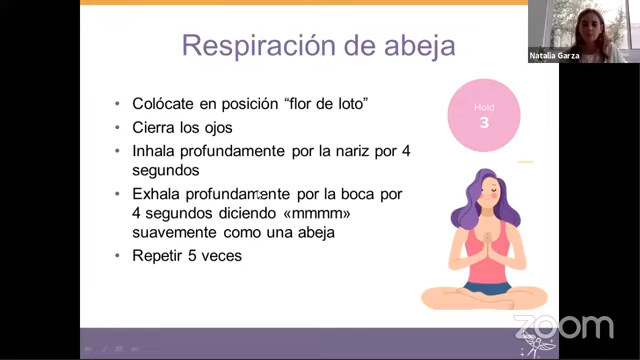 Respiración de abeja
Natalia Garza
• Colócate en posición “flor de loto”
• Cierra los ojos
• Inhala profundamente por la nariz por 4
segundos
• Exhala profundamente por la boca por
4 segundos diciendo «mmmm»
suavemente como una abeja
• Repetir 5 veces
Hold
3
zoom